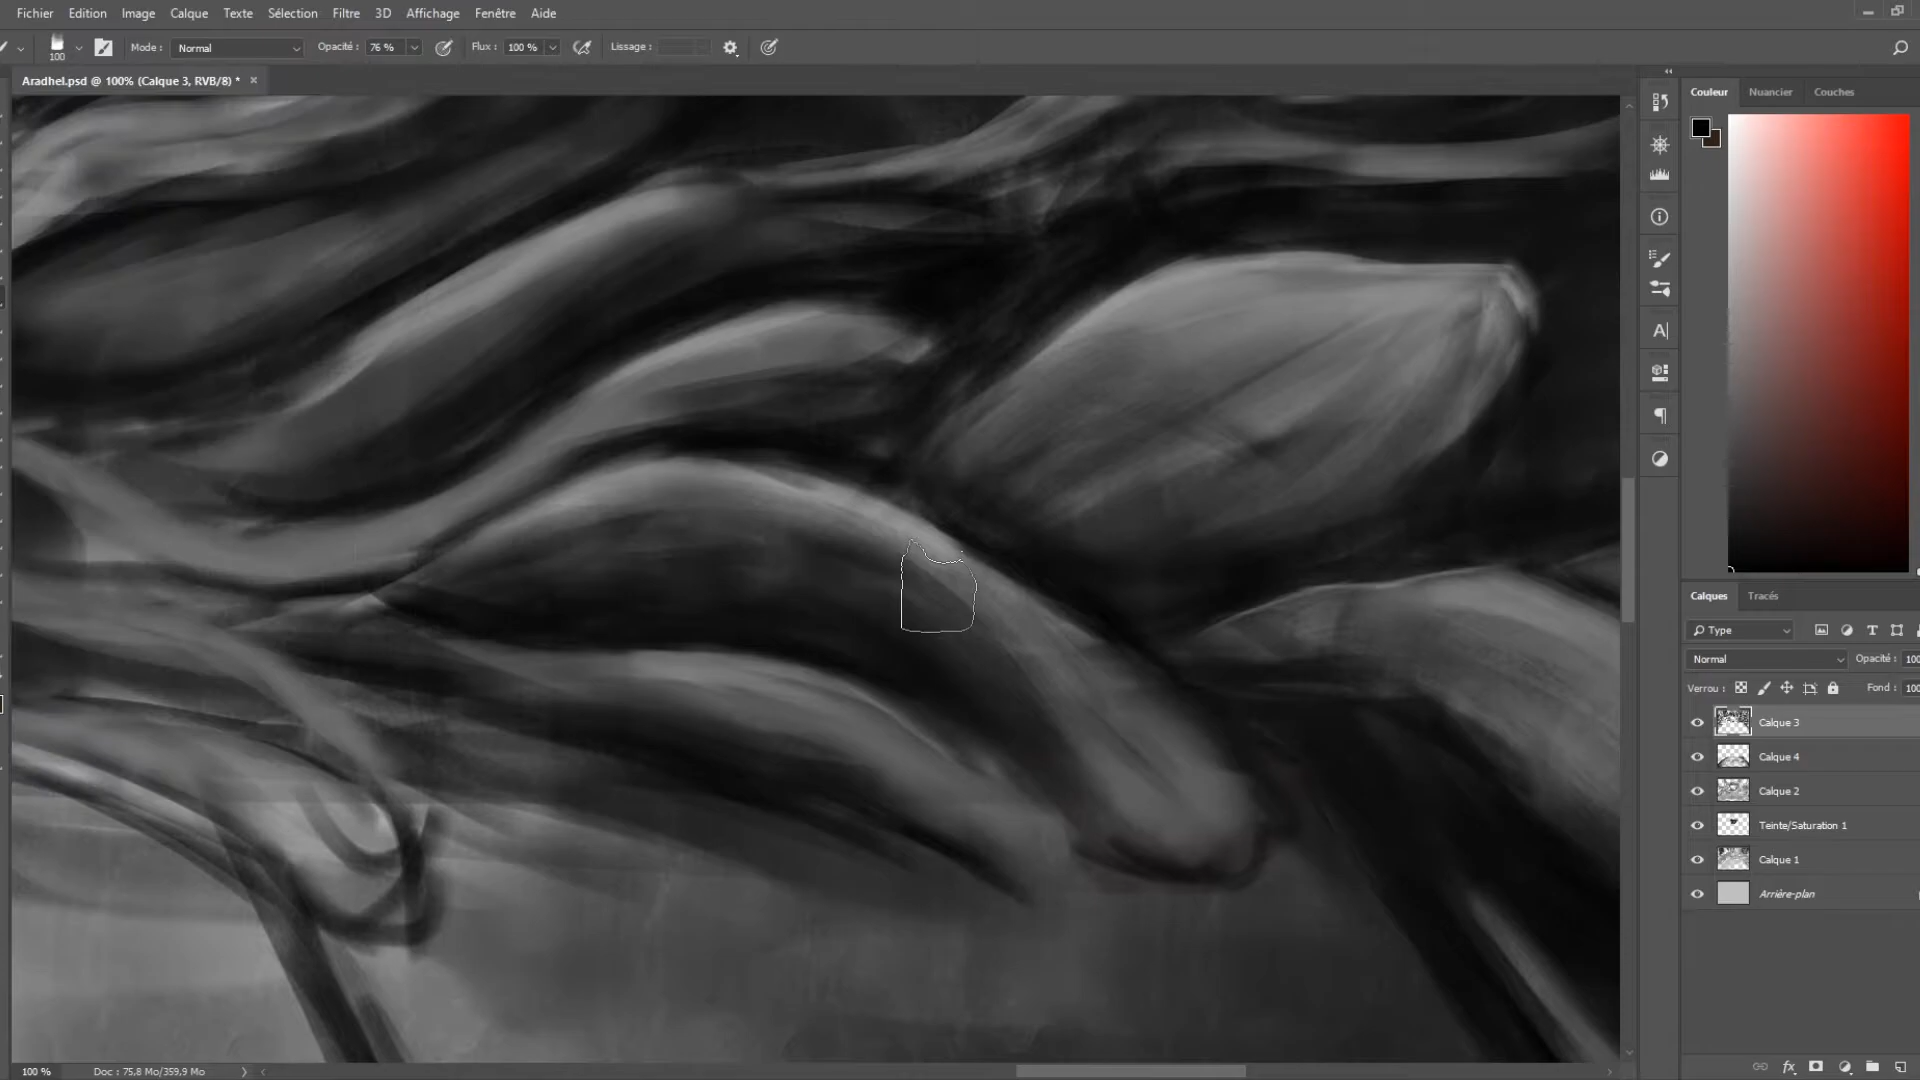 Fichier Edition Image Calque Texte Sélection Filtre 3D Affichage Fenêtre Aide
100 Mode : Normal Opacité : 76 % Flux : 100 % Lissage :
Aradhel.psd @ 100% (Calque 3, RVB/8) *
Couleur Nuancier Couches
Calques Tracés
Type
Normal Opacité : 100
Verrou : Fond : 100
Calque 3
Calque 4
Calque 2
Teinte/Saturation 1
Calque 1
Arrière-plan
100 % Doc : 75,8 Mo/359,9 Mo